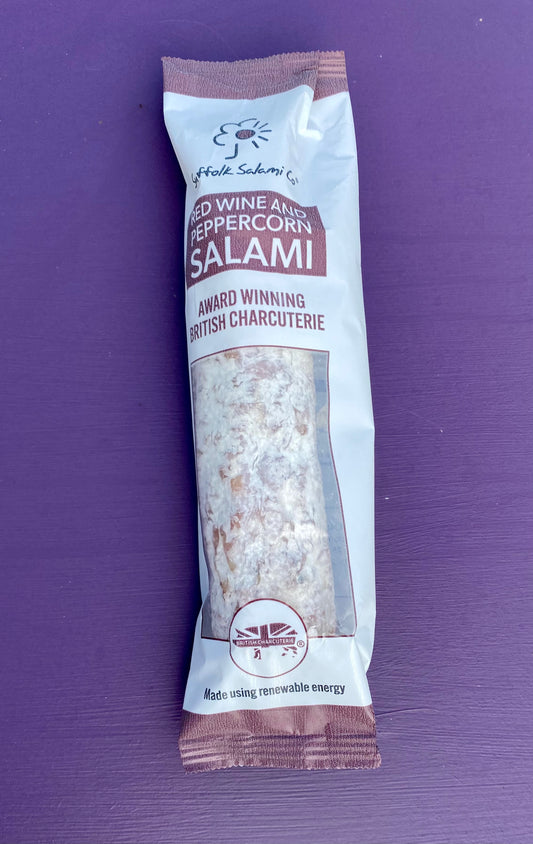 Suffolk Salami Co
RED WINE AND
PEPPERCORN
SALAMI
AWARD WINNING
BRITISH CHARCUTERIE
BRITISH CHARCUTERIE
®
Made using renewable energy